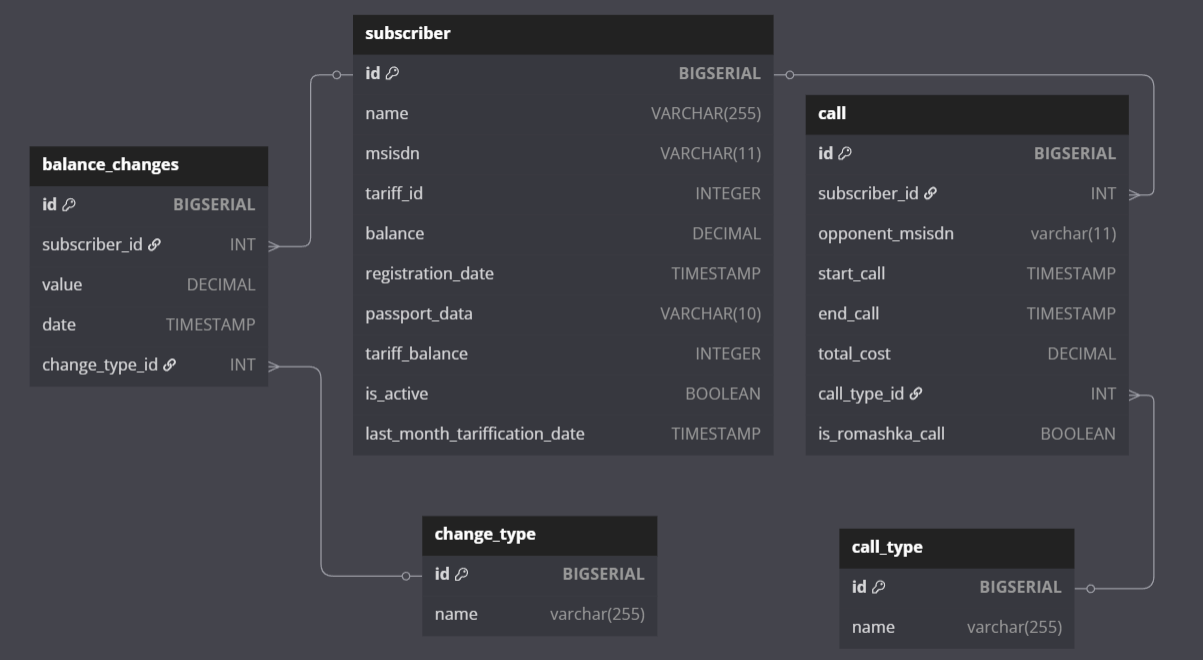 subscriber
id BIGSERIAL
name VARCHAR(255)
msisdn VARCHAR(11)
tariff_id INTEGER
balance DECIMAL
registration_date TIMESTAMP
passport_data VARCHAR(10)
tariff_balance INTEGER
is_active BOOLEAN
last_month_tariffication_date TIMESTAMP
call
id BIGSERIAL
subscriber_id INT
opponent_msisdn varchar(11)
start_call TIMESTAMP
end_call TIMESTAMP
total_cost DECIMAL
call_type_id INT
is_romashka_call BOOLEAN
balance_changes
id BIGSERIAL
subscriber_id INT
value DECIMAL
date TIMESTAMP
change_type_id INT
change_type
id BIGSERIAL
name varchar(255)
call_type
id BIGSERIAL
name varchar(255)